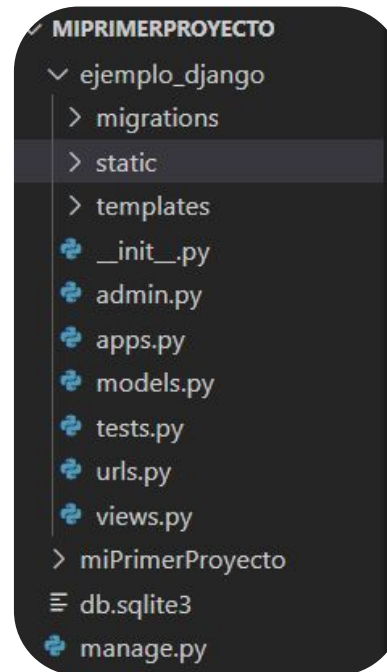 MIPRIMERPROYECTO
ejemplo_django
migrations
static
templates
__init__.py
admin.py
apps.py
models.py
tests.py
urls.py
views.py
miPrimerProyecto
db.sqlite3
manage.py